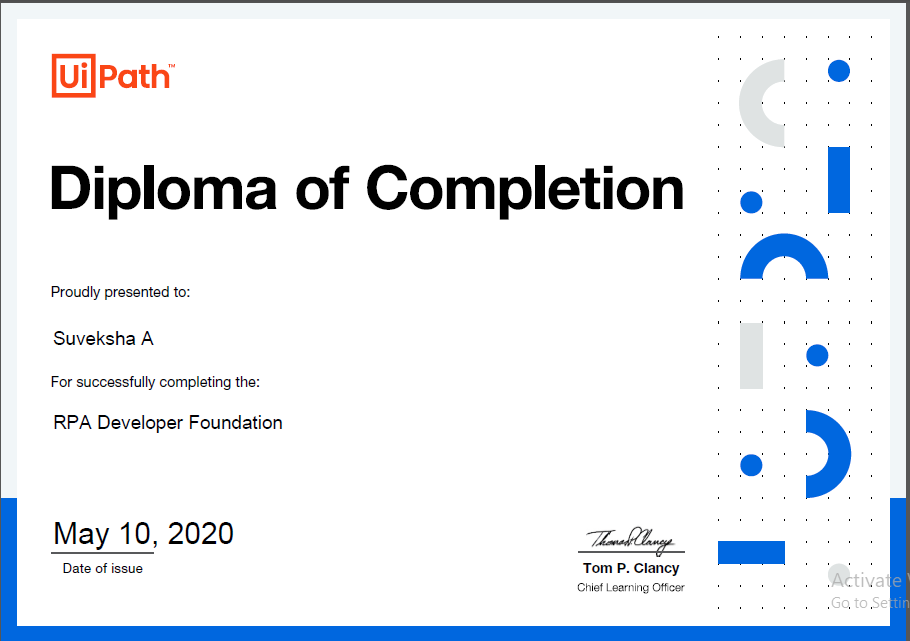 UiPath™
Diploma of Completion
Proudly presented to:
Suveksha A
For successfully completing the:
RPA Developer Foundation
May 10, 2020
Date of issue
Thomas Clancy
Tom P. Clancy
Chief Learning Officer
Activate
Go to Settin